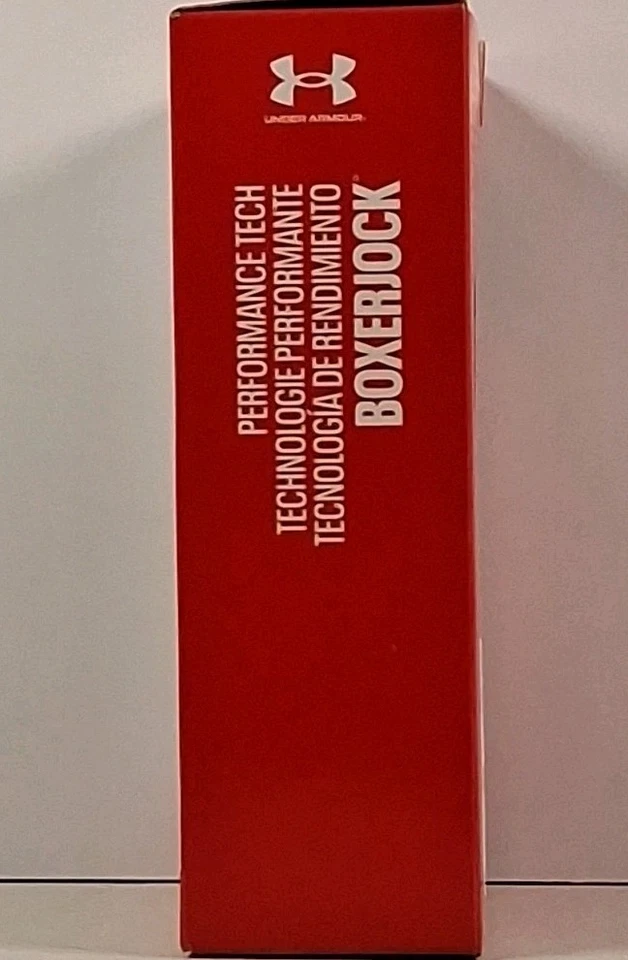 UNDER ARMOUR
PERFORMANCE TECH
TECHNOLOGIE PERFORMANTE
TECNOLOGÍA DE RENDIMIENTO
BOXERJOCK®